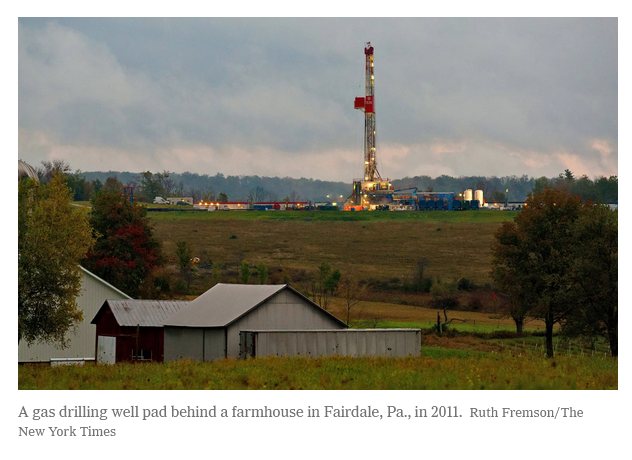 A gas drilling well pad behind a farmhouse in Fairdale, Pa., in 2011. Ruth Fremson/The
New York Times